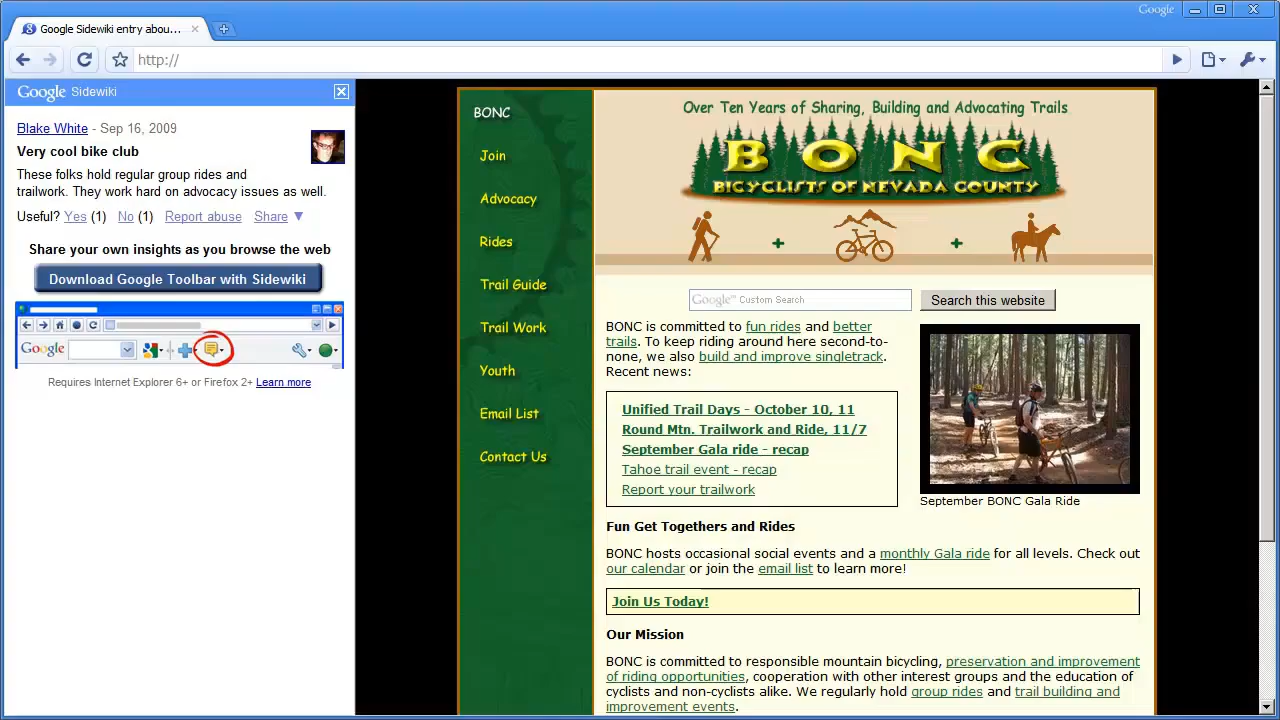 Google
Google Sidewiki entry abou...
http://
Google Sidewiki
Blake White - Sep 16, 2009
Very cool bike club
These folks hold regular group rides and
trailwork. They work hard on advocacy issues as well.
Useful? Yes (1) No (1) Report abuse Share ▼
Share your own insights as you browse the web
Download Google Toolbar with Sidewiki
Google
Requires Internet Explorer 6+ or Firefox 2+ Learn more
BONC
Join
Advocacy
Rides
Trail Guide
Trail Work
Youth
Email List
Contact Us
Over Ten Years of Sharing, Building and Advocating Trails
BONC
BICYCLISTS OF NEVADA COUNTY
+ +
Google™ Custom Search Search this website
BONC is committed to fun rides and better
trails. To keep riding around here second-to-
none, we also build and improve singletrack.
Recent news:
Unified Trail Days - October 10, 11
Round Mtn. Trailwork and Ride, 11/7
September Gala ride - recap
Tahoe trail event - recap
Report your trailwork
September BONC Gala Ride
Fun Get Togethers and Rides
BONC hosts occasional social events and a monthly Gala ride for all levels. Check out
our calendar or join the email list to learn more!
Join Us Today!
Our Mission
BONC is committed to responsible mountain bicycling, preservation and improvement
of riding opportunities, cooperation with other interest groups and the education of
cyclists and non-cyclists alike. We regularly hold group rides and trail building and
improvement events.